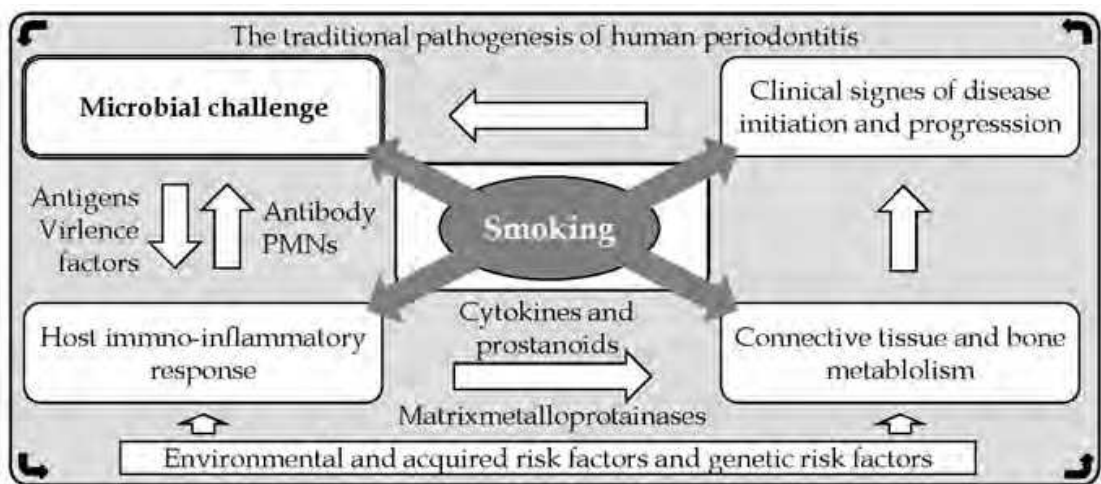 The traditional pathogenesis of human periodontitis
Microbial challenge
Clinical signes of disease
initiation and progresssion
Antigens
Virlence
factors
Antibody
PMNs
Smoking
Host immno-inflammatory
response
Cytokines and
prostanoids
Matrixmetalloprotainases
Connective tissue and bone
metablolism
Environmental and acquired risk factors and genetic risk factors